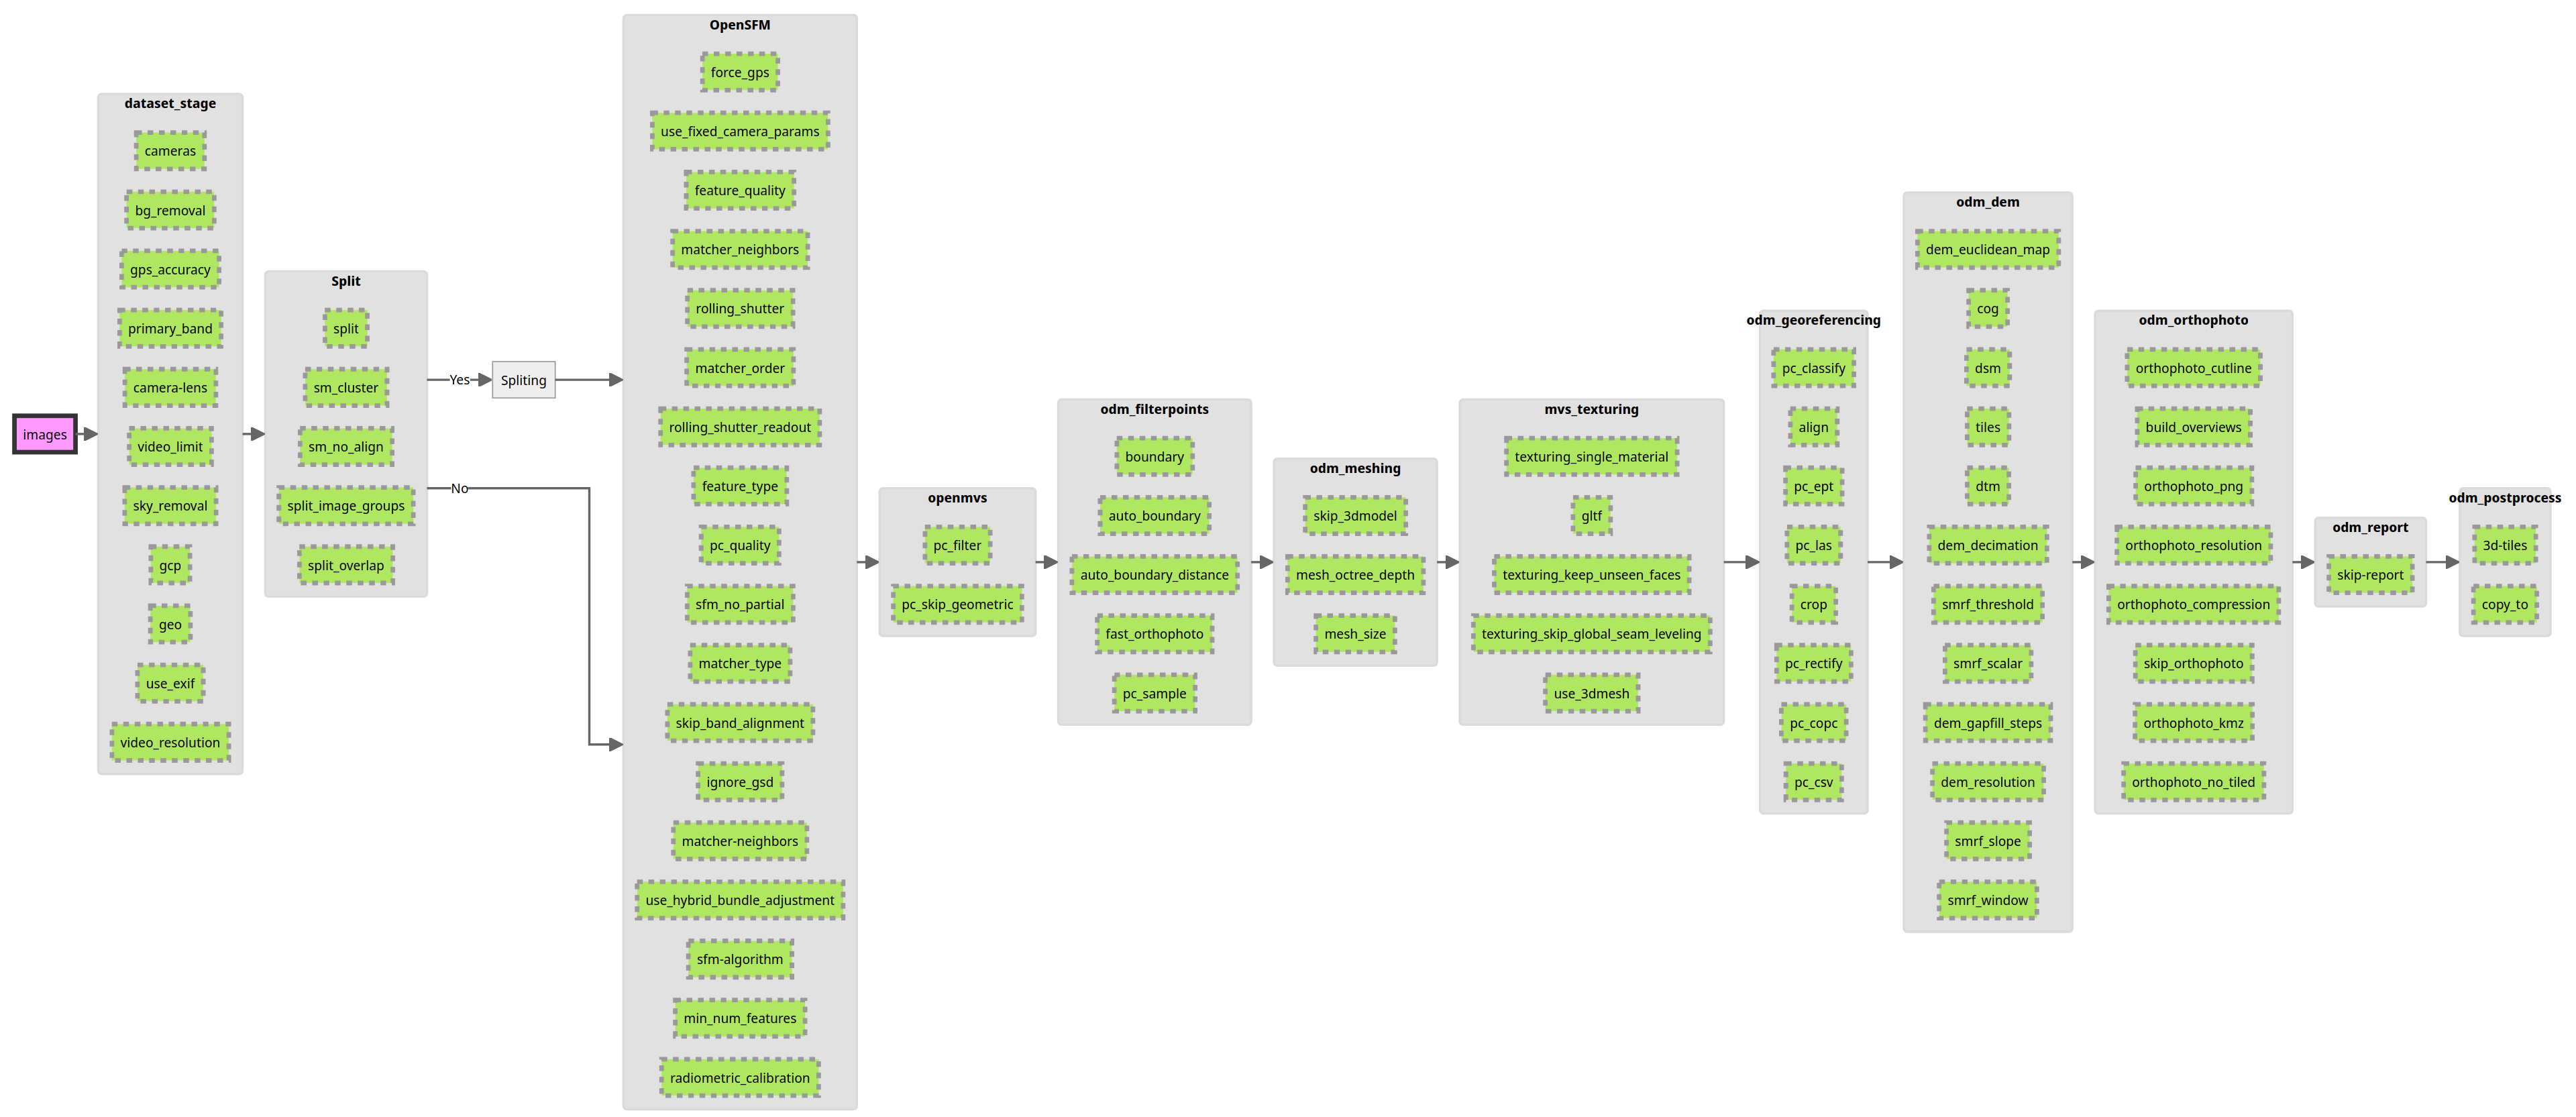 images
dataset_stage
cameras
bg_removal
gps_accuracy
primary_band
camera-lens
video_limit
sky_removal
gcp
geo
use_exif
video_resolution
Split
split
sm_cluster
sm_no_align
split_image_groups
split_overlap
Yes
No
Spliting
OpenSFM
force_gps
use_fixed_camera_params
feature_quality
matcher_neighbors
rolling_shutter
matcher_order
rolling_shutter_readout
feature_type
pc_quality
sfm_no_partial
matcher_type
skip_band_alignment
ignore_gsd
matcher-neighbors
use_hybrid_bundle_adjustment
sfm-algorithm
min_num_features
radiometric_calibration
openmvs
pc_filter
pc_skip_geometric
odm_filterpoints
boundary
auto_boundary
auto_boundary_distance
fast_orthophoto
pc_sample
odm_meshing
skip_3dmodel
mesh_octree_depth
mesh_size
mvs_texturing
texturing_single_material
gltf
texturing_keep_unseen_faces
texturing_skip_global_seam_leveling
use_3dmesh
odm_georeferencing
pc_classify
align
pc_ept
pc_las
crop
pc_rectify
pc_copc
pc_csv
odm_dem
dem_euclidean_map
cog
dsm
tiles
dtm
dem_decimation
smrf_threshold
smrf_scalar
dem_gapfill_steps
dem_resolution
smrf_slope
smrf_window
odm_orthophoto
orthophoto_cutline
build_overviews
orthophoto_png
orthophoto_resolution
orthophoto_compression
skip_orthophoto
orthophoto_kmz
orthophoto_no_tiled
odm_report
skip-report
odm_postprocess
3d-tiles
copy_to